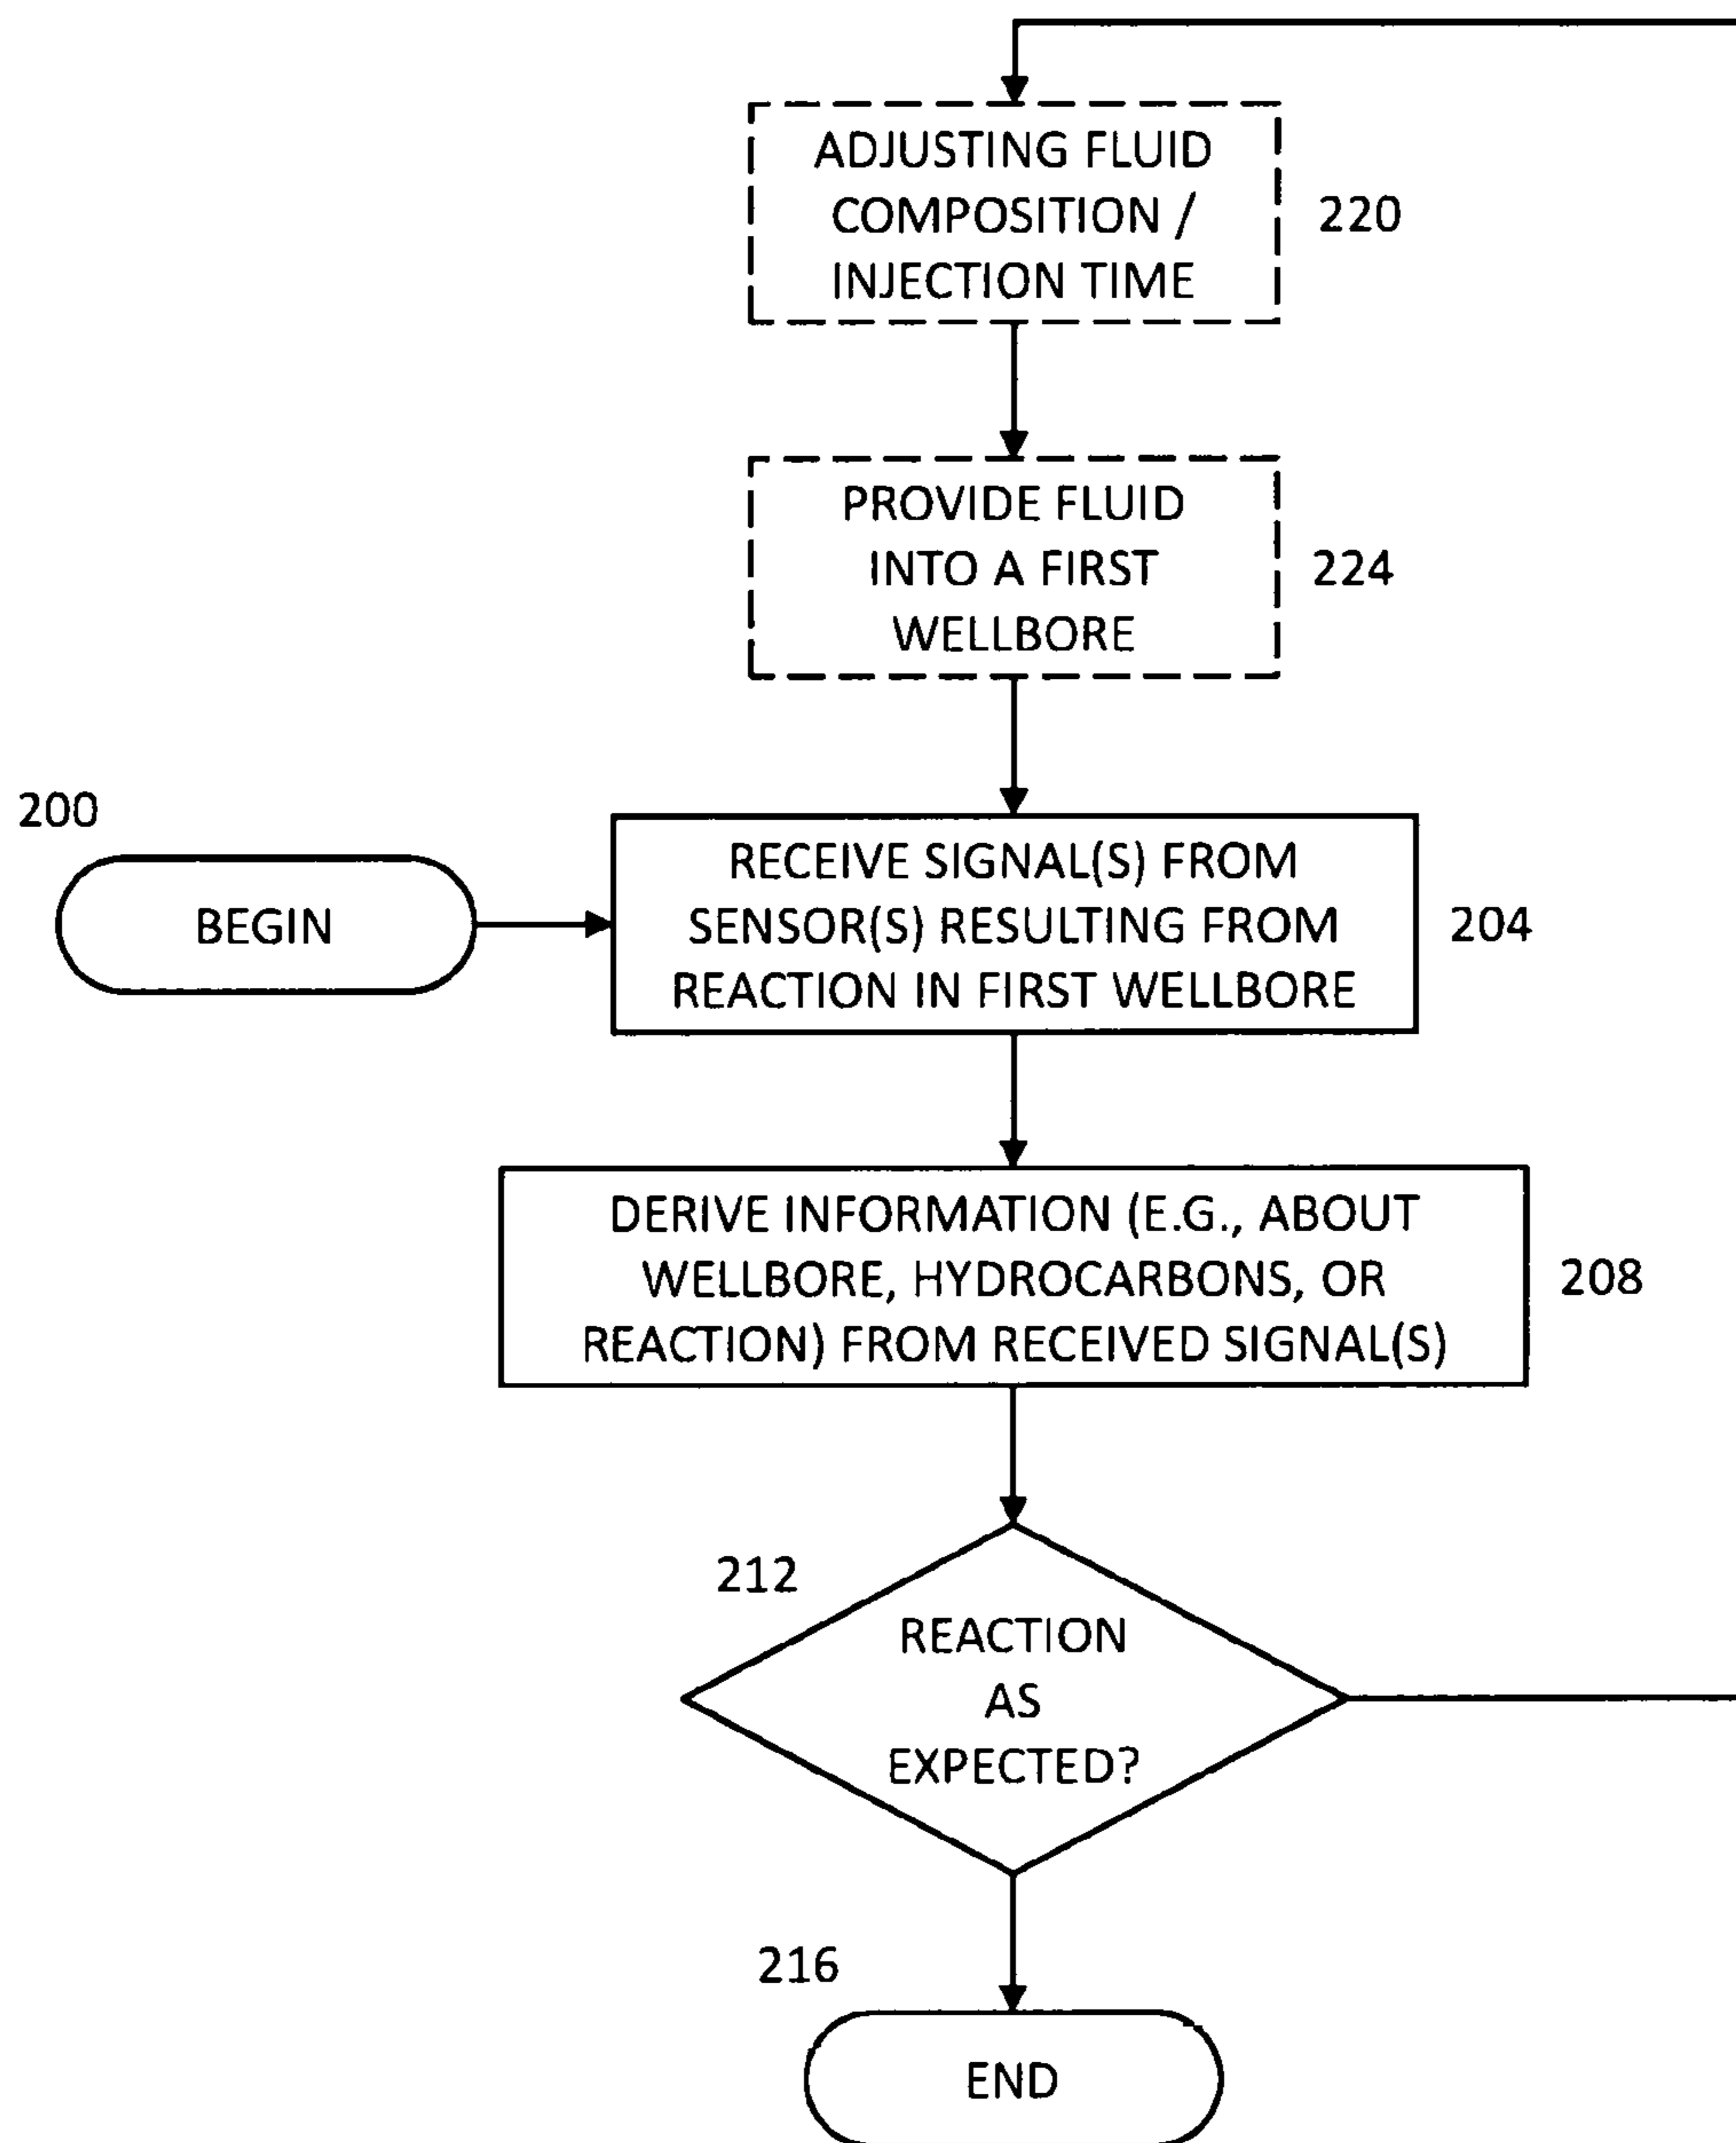 ADJUSTING FLUID
COMPOSITION /
INJECTION TIME
220
PROVIDE FLUID
INTO A FIRST
WELLBORE
224
200
BEGIN
RECEIVE SIGNAL(S) FROM
SENSOR(S) RESULTING FROM
REACTION IN FIRST WELLBORE
204
DERIVE INFORMATION (E.G., ABOUT
WELLBORE, HYDROCARBONS, OR
REACTION) FROM RECEIVED SIGNAL(S)
208
212
REACTION
AS
EXPECTED?
216
END